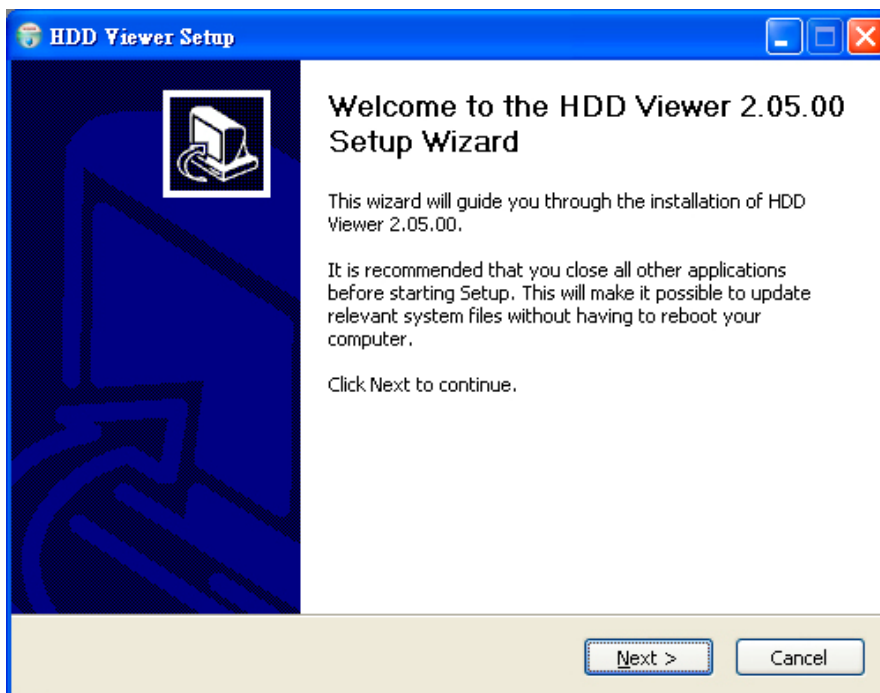 HDD Viewer Setup
Welcome to the HDD Viewer 2.05.00
Setup Wizard
This wizard will guide you through the installation of HDD
Viewer 2.05.00.
It is recommended that you close all other applications
before starting Setup. This will make it possible to update
relevant system files without having to reboot your
computer.
Click Next to continue.
Next >
Cancel